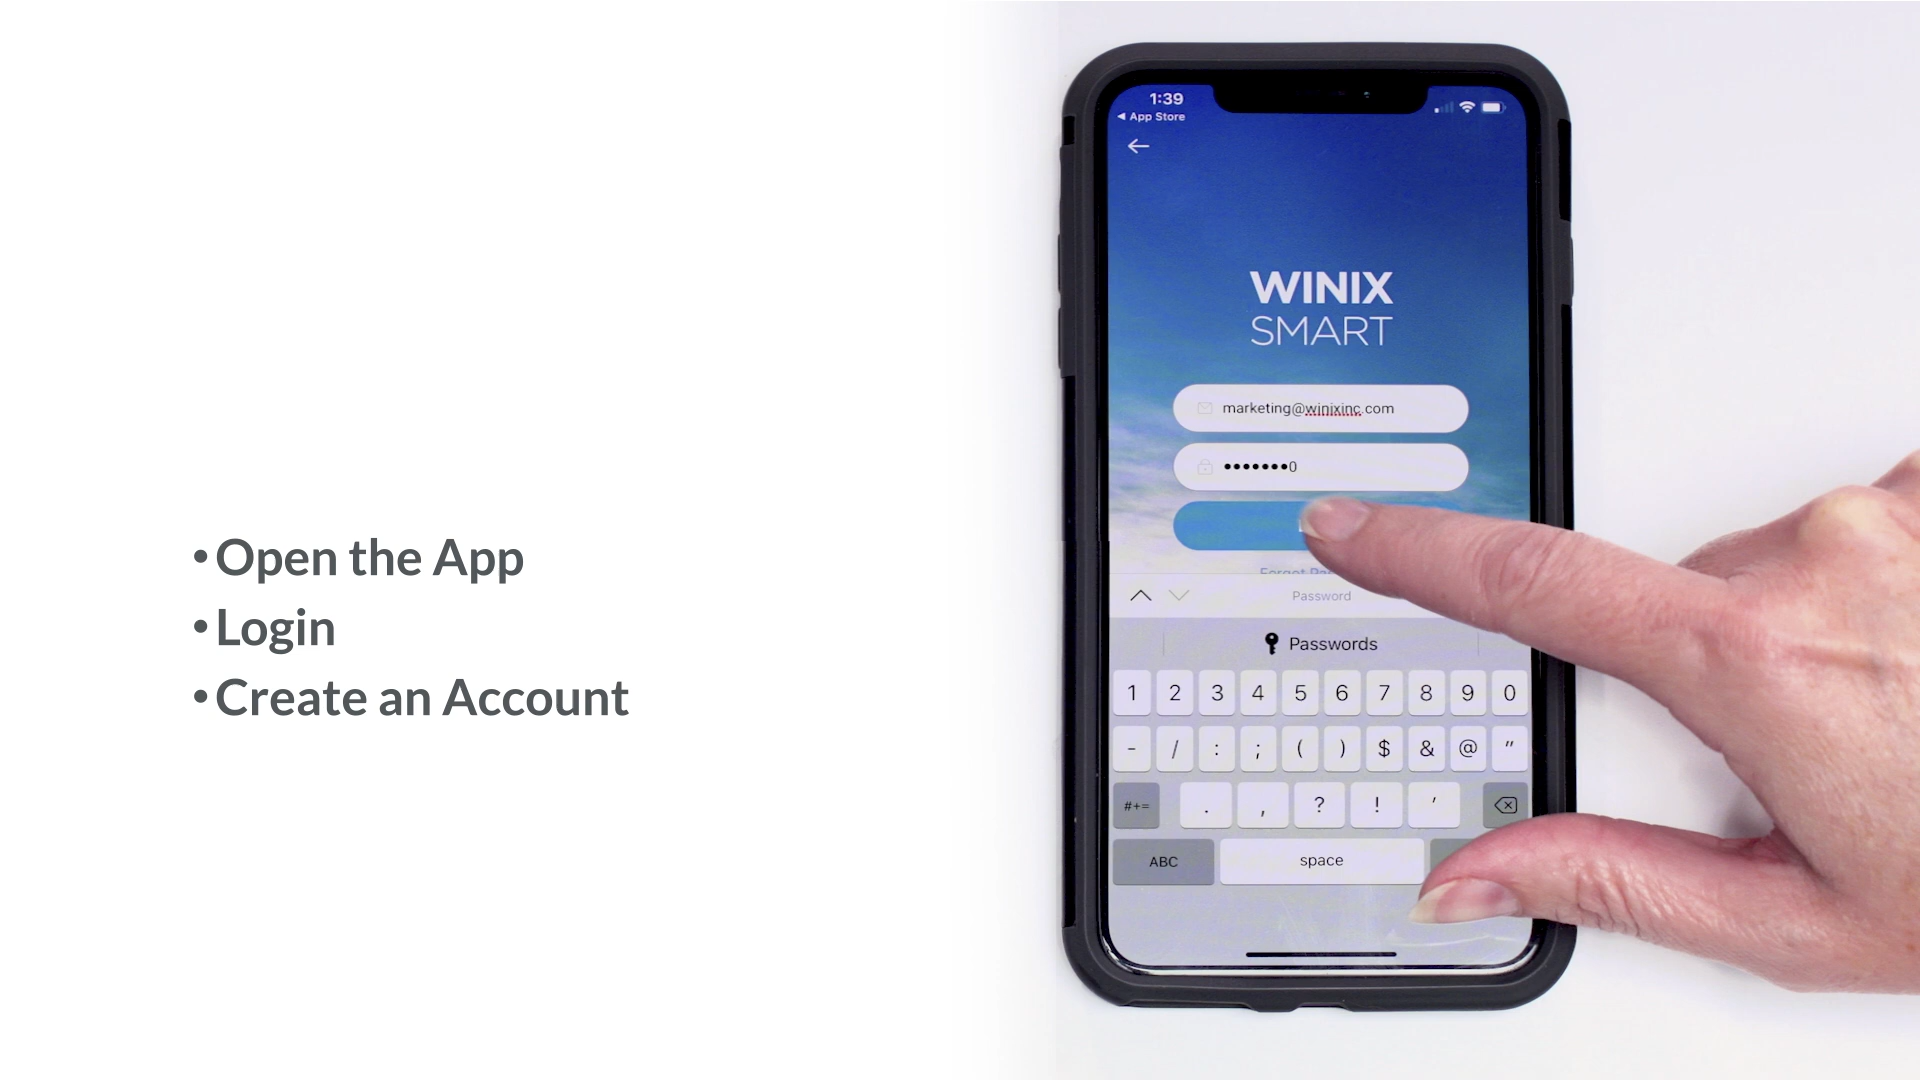 • Open the App
• Login
• Create an Account
1:39
◀ App Store
WINIX
SMART
marketing@winixinc.com
•••••••0
Forgot
Password
Passwords
1 2 3 4 5 6 7 8 9 0
- / : ; ( ) $ & @ "
#+= . , ? ! '
ABC space